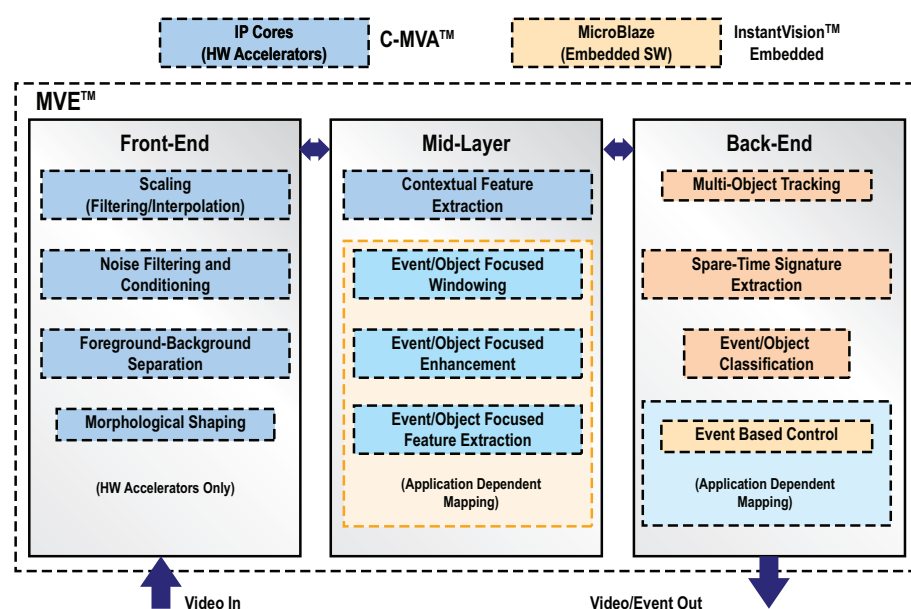 IP Cores
(HW Accelerators)
C-MVA™
MicroBlaze
(Embedded SW)
InstantVision™
Embedded
MVE™
Front-End
Scaling
(Filtering/Interpolation)
Noise Filtering and
Conditioning
Foreground-Background
Separation
Morphological Shaping
(HW Accelerators Only)
Mid-Layer
Contextual Feature
Extraction
Event/Object Focused
Windowing
Event/Object Focused
Enhancement
Event/Object Focused
Feature Extraction
(Application Dependent
Mapping)
Back-End
Multi-Object Tracking
Spare-Time Signature
Extraction
Event/Object
Classification
Event Based Control
(Application Dependent
Mapping)
Video In
Video/Event Out